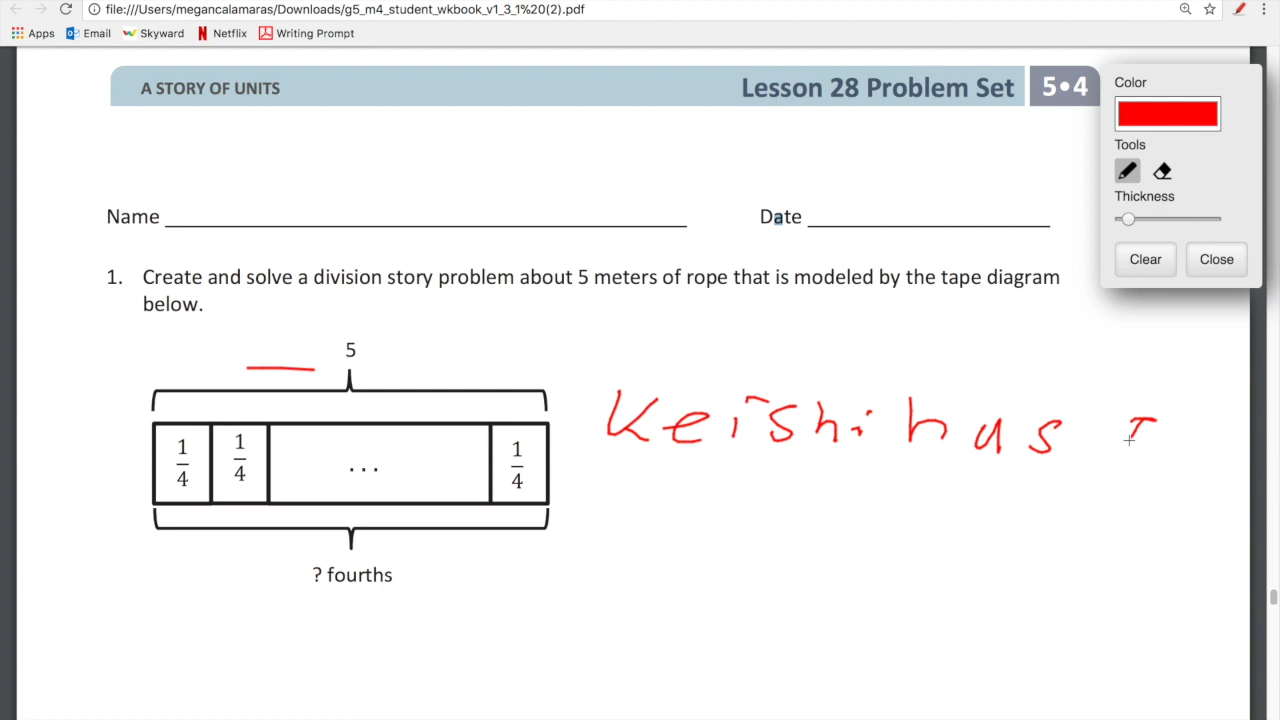 file:///Users/megancalamaras/Downloads/g5_m4_student_wkbook_v1_3_1%20(2).pdf
Apps Email Skyward Netflix Writing Prompt
A STORY OF UNITS Lesson 28 Problem Set 5•4
Color
Tools
Thickness
Clear Close
Name Date
1. Create and solve a division story problem about 5 meters of rope that is modeled by the tape diagram
below.
5
1/4 1/4 ... 1/4
? fourths
Keishi has